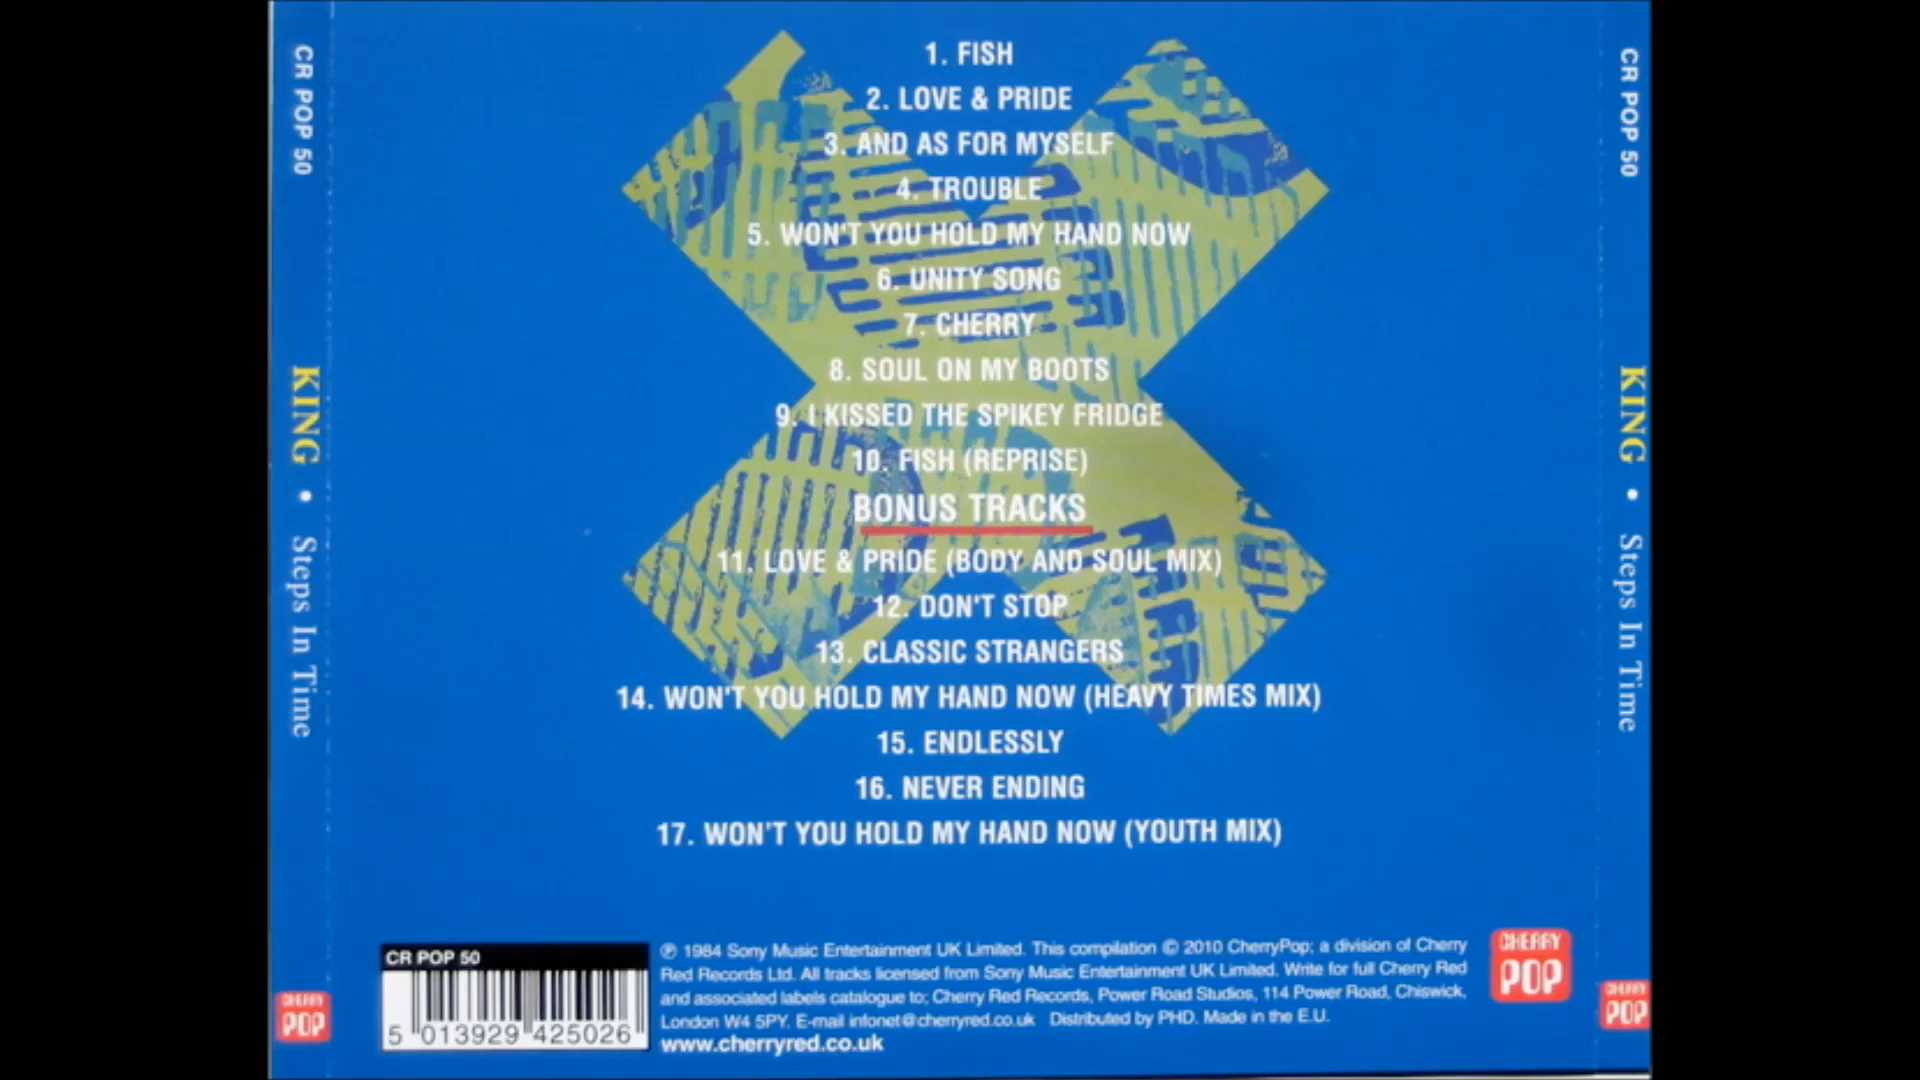 CR POP 50
KING • Steps In Time
CHERRY
POP
1. FISH
2. LOVE & PRIDE
3. AND AS FOR MYSELF
4. TROUBLE
5. WON'T YOU HOLD MY HAND NOW
6. UNITY SONG
7. CHERRY
8. SOUL ON MY BOOTS
9. I KISSED THE SPIKEY FRIDGE
10. FISH (REPRISE)
BONUS TRACKS
11. LOVE & PRIDE (BODY AND SOUL MIX)
12. DON'T STOP
13. CLASSIC STRANGERS
14. WON'T YOU HOLD MY HAND NOW (HEAVY TIMES MIX)
15. ENDLESSLY
16. NEVER ENDING
17. WON'T YOU HOLD MY HAND NOW (YOUTH MIX)
CR POP 50
5 013929 425026
℗ 1984 Sony Music Entertainment UK Limited. This compilation © 2010 CherryPop; a division of Cherry
Red Records Ltd. All tracks licensed from Sony Music Entertainment UK Limited. Write for full Cherry Red
and associated labels catalogue to; Cherry Red Records, Power Road Studios, 114 Power Road, Chiswick,
London W4 5PY. E-mail infonet@cherryred.co.uk Distributed by PHD. Made in the E.U.
www.cherryred.co.uk
CHERRY
POP
CR POP 50
KING • Steps In Time
CHERRY
POP